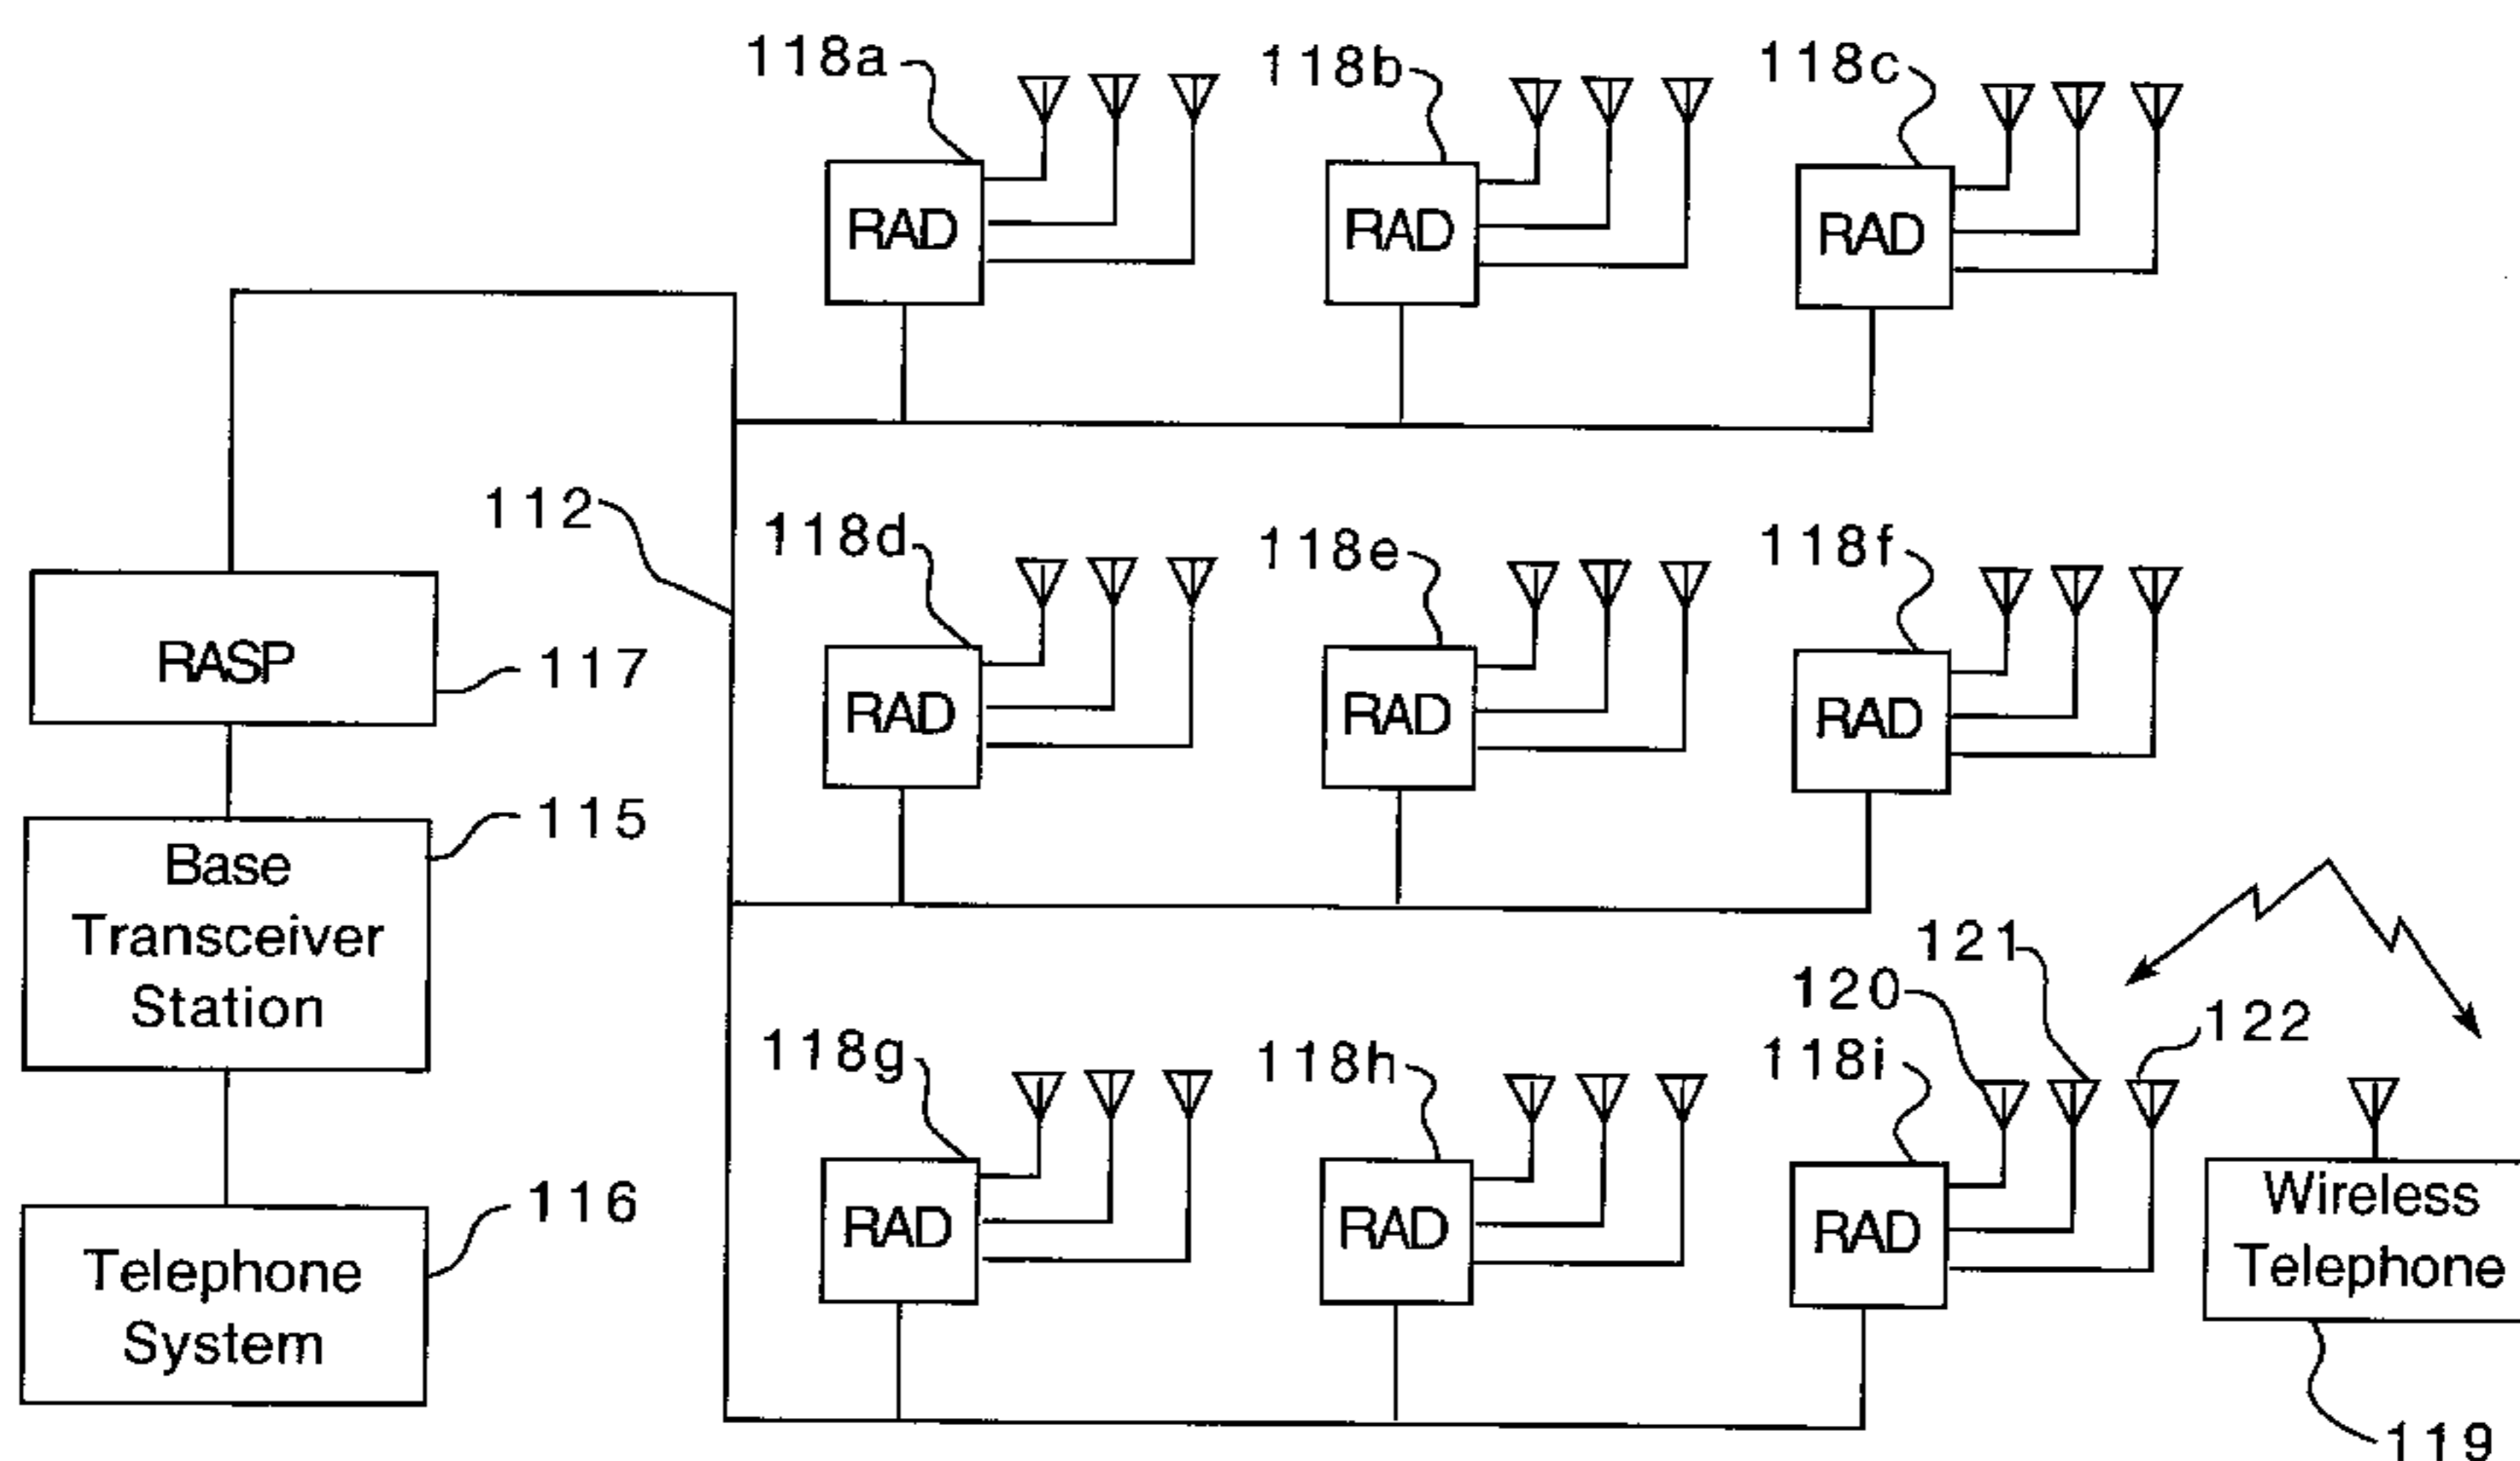 118a
118b
118c
RAD
RAD
RAD
112
118d
118e
118f
RASP
117
RAD
RAD
RAD
115
Base
Transceiver
Station
121
120
122
118g
118h
118i
116
Telephone
System
RAD
RAD
RAD
Wireless
Telephone
119